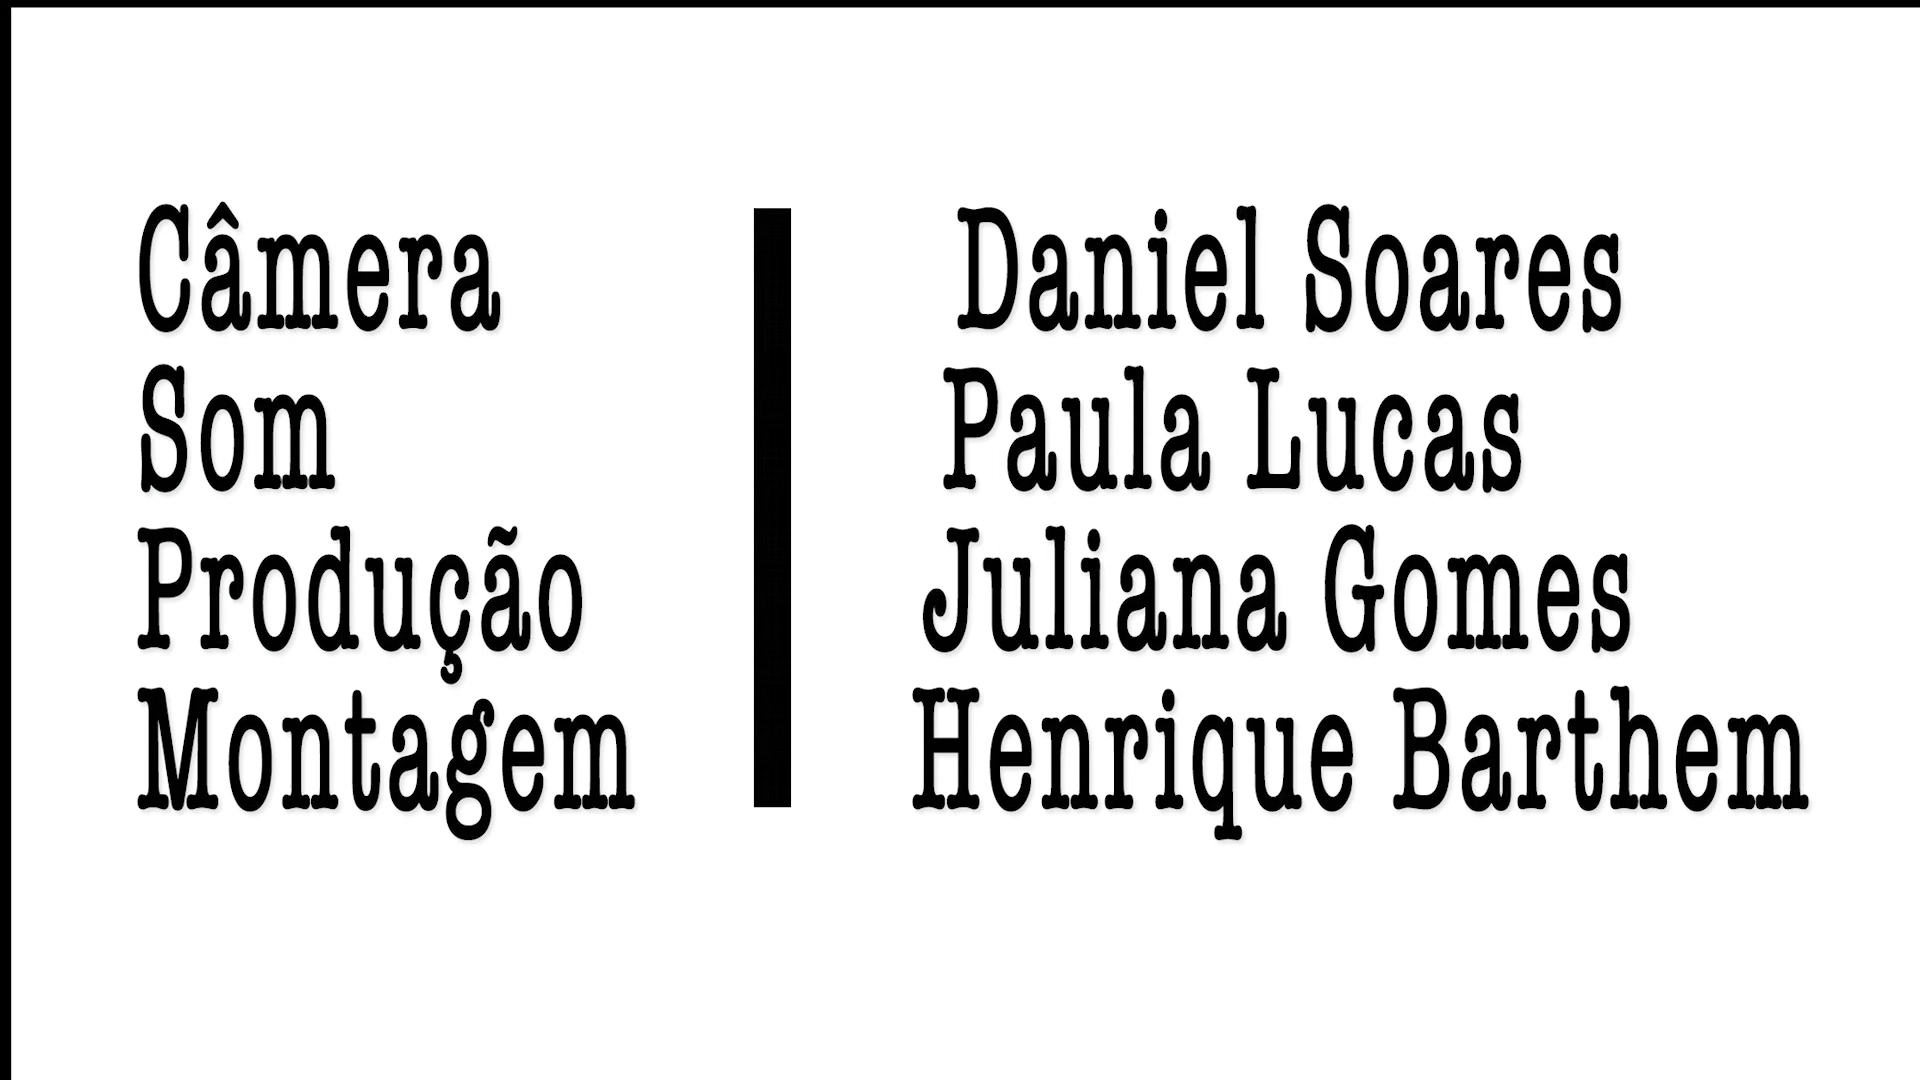 Câmera Daniel Soares
Som Paula Lucas
Produção Juliana Gomes
Montagem Henrique Barthem